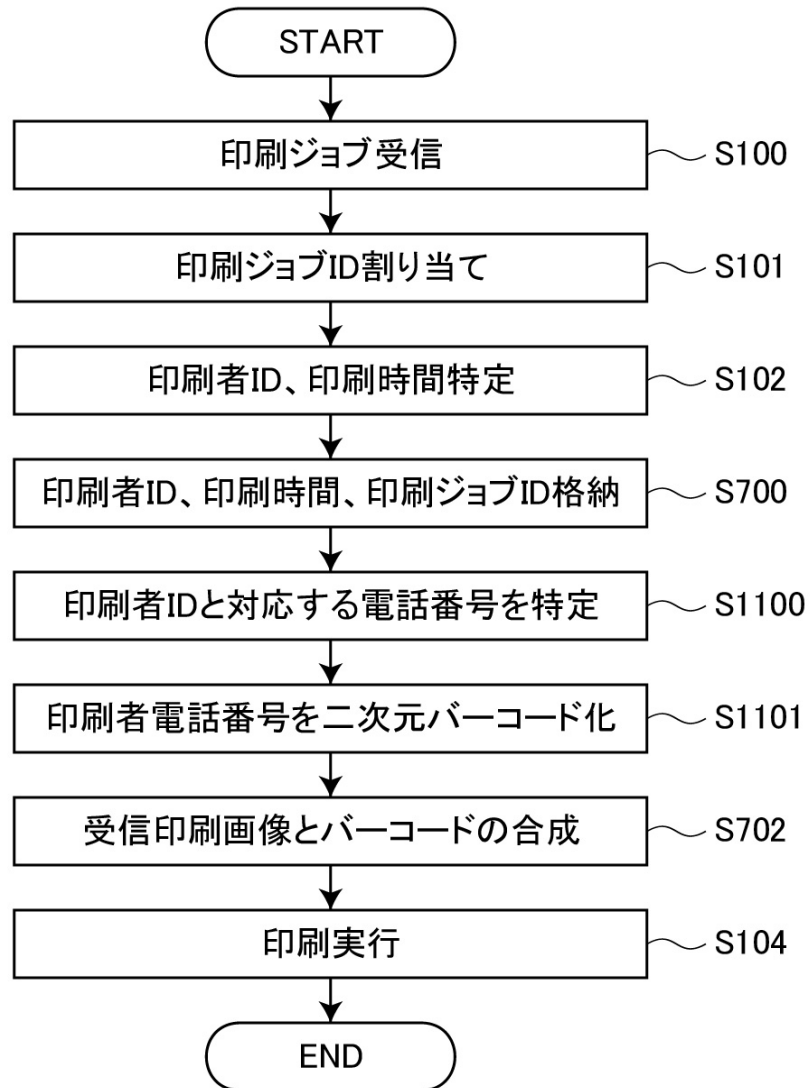 START
印刷ジョブ受信
S100
印刷ジョブID割り当て
S101
印刷者ID、印刷時間特定
S102
印刷者ID、印刷時間、印刷ジョブID格納
S700
印刷者IDと対応する電話番号を特定
S1100
印刷者電話番号を二次元バーコード化
S1101
受信印刷画像とバーコードの合成
S702
印刷実行
S104
END